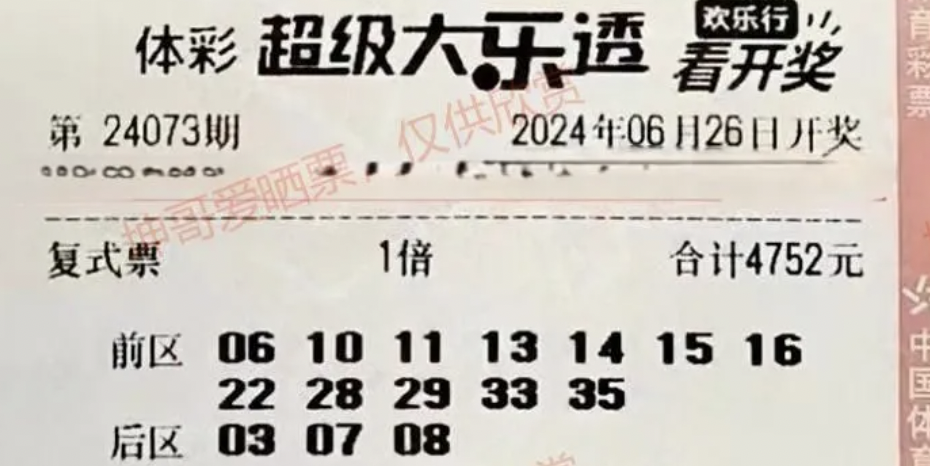 体彩 超级大乐透 欢乐行 看开奖
第 24073期 2024年06月26日开奖
坤哥爱晒票，仅供欣赏
复式票 1倍 合计4752元
前区 06 10 11 13 14 15 16
22 28 29 33 35
后区 03 07 08
育彩票
中国体育
赏